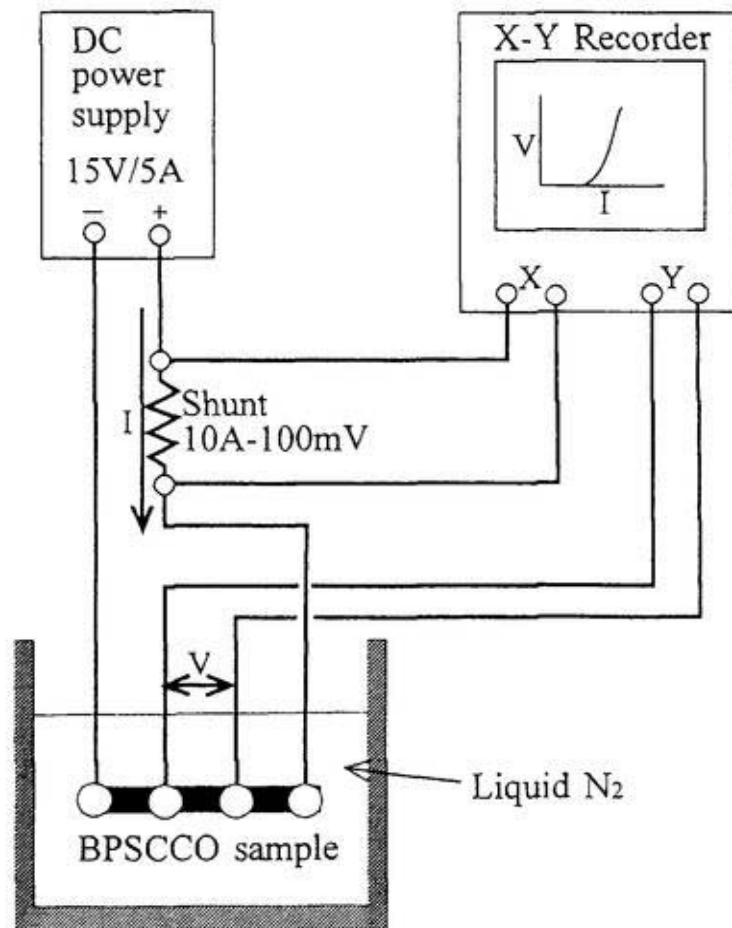 DC
power
supply
15V/5A
− +
X-Y Recorder
V
I
X Y
I
Shunt
10A-100mV
V
Liquid N₂
BPSCCO sample